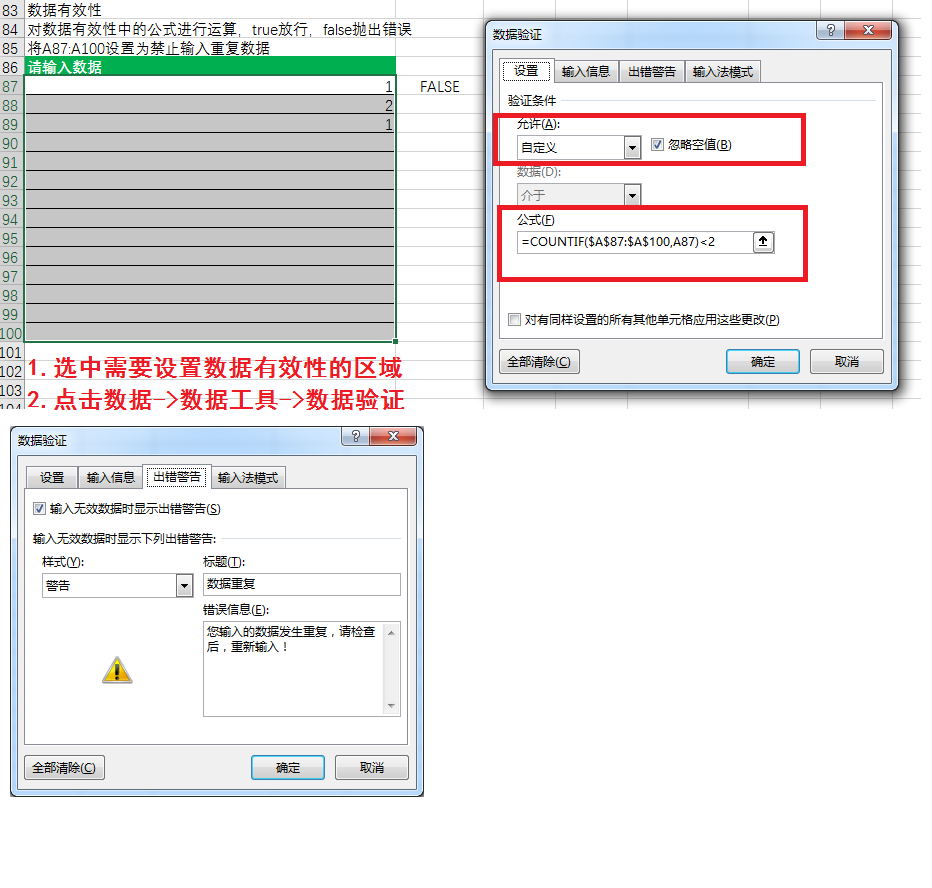 83 数据有效性
84 对数据有效性中的公式进行运算，true放行，false抛出错误
85 将A87:A100设置为禁止输入重复数据
86 请输入数据
87 1 FALSE
88 2
89 1
90
91
92
93
94
95
96
97
98
99
100
101
102 1. 选中需要设置数据有效性的区域
103 2. 点击数据->数据工具->数据验证
104
数据验证
设置 输入信息 出错警告 输入法模式
验证条件
允许(A):
自定义 忽略空值(B)
数据(D):
介于
公式(F)
=COUNTIF($A$87:$A$100,A87)<2
对有同样设置的所有其他单元格应用这些更改(P)
全部清除(C) 确定 取消
数据验证
设置 输入信息 出错警告 输入法模式
输入无效数据时显示出错警告(S)
输入无效数据时显示下列出错警告:
样式(Y): 标题(T):
警告 数据重复
错误信息(E):
您输入的数据发生重复，请检查
后，重新输入！
全部清除(C) 确定 取消